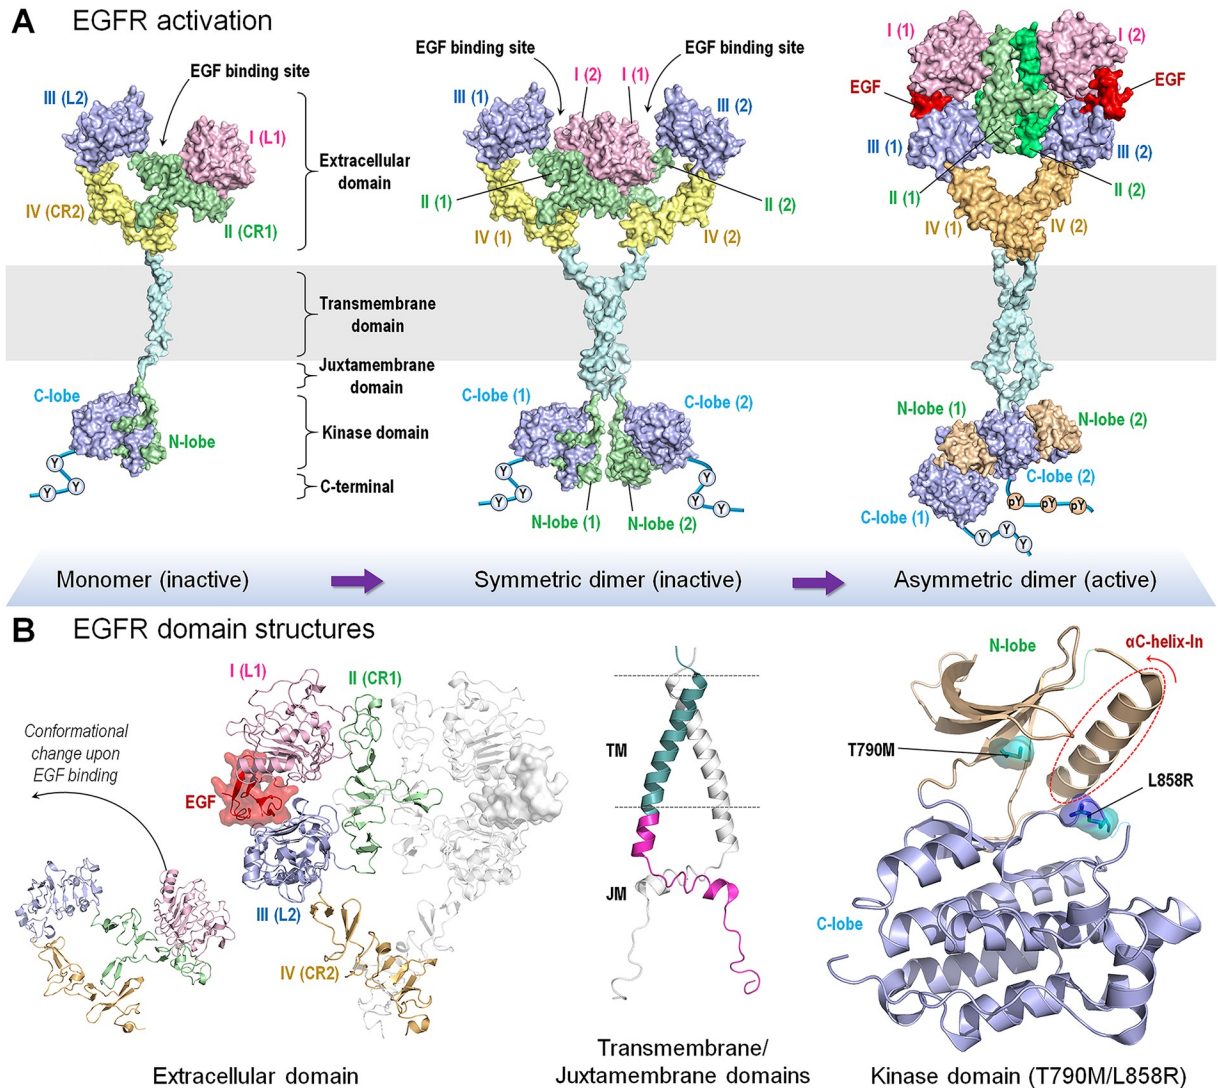 A EGFR activation
EGF binding site
III (L2)
I (L1)
IV (CR2)
II (CR1)
C-lobe
N-lobe
Y
Y
Y
Extracellular
domain
Transmembrane
domain
Juxtamembrane
domain
Kinase domain
C-terminal
EGF binding site
EGF binding site
I (2)
I (1)
III (1)
III (2)
II (1)
II (2)
IV (1)
IV (2)
C-lobe (1)
C-lobe (2)
Y
Y
Y
Y
Y
Y
N-lobe (1)
N-lobe (2)
I (1)
I (2)
EGF
EGF
III (1)
III (2)
II (1)
II (2)
IV (1)
IV (2)
N-lobe (1)
N-lobe (2)
C-lobe (2)
pY
pY
pY
C-lobe (1)
Y
Y
Y
Monomer (inactive)
Symmetric dimer (inactive)
Asymmetric dimer (active)
B EGFR domain structures
I (L1)
II (CR1)
Conformational
change upon
EGF binding
EGF
III (L2)
IV (CR2)
Extracellular domain
TM
JM
Transmembrane/
Juxtamembrane domains
N-lobe
αC-helix-In
T790M
L858R
C-lobe
Kinase domain (T790M/L858R)